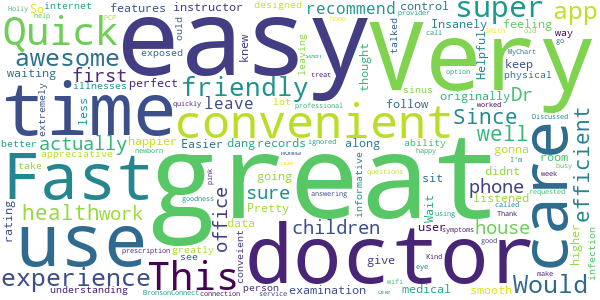 internet features instructor recommend super app
So Quick easy Very
awesome first friendly control Insanely feeling
exposed knew thought talked Helpful keep physical
time convenient Since Dr originally
waiting illnesses perfect leaving treat
extremely less lot leave follow sinus
call option MyChart old way go
Holly PCP help home provider
better actually Easier dang records along ability well gonna room
happier quickly professional ignored worked Discussed
appreciative newborn happy I'm busy week
Fast great care efficient
take Pretty going sure phone didnt listened
healthwork office children house higher
rating goodness pink informative sit Wait user called requested
use This doctor Would
data conveient give examination medical
greatly see person answering questions using
experience prescription eye symptoms Kind good make Thank smooth infection
understanding BronsonConnect connection service wifi
designed